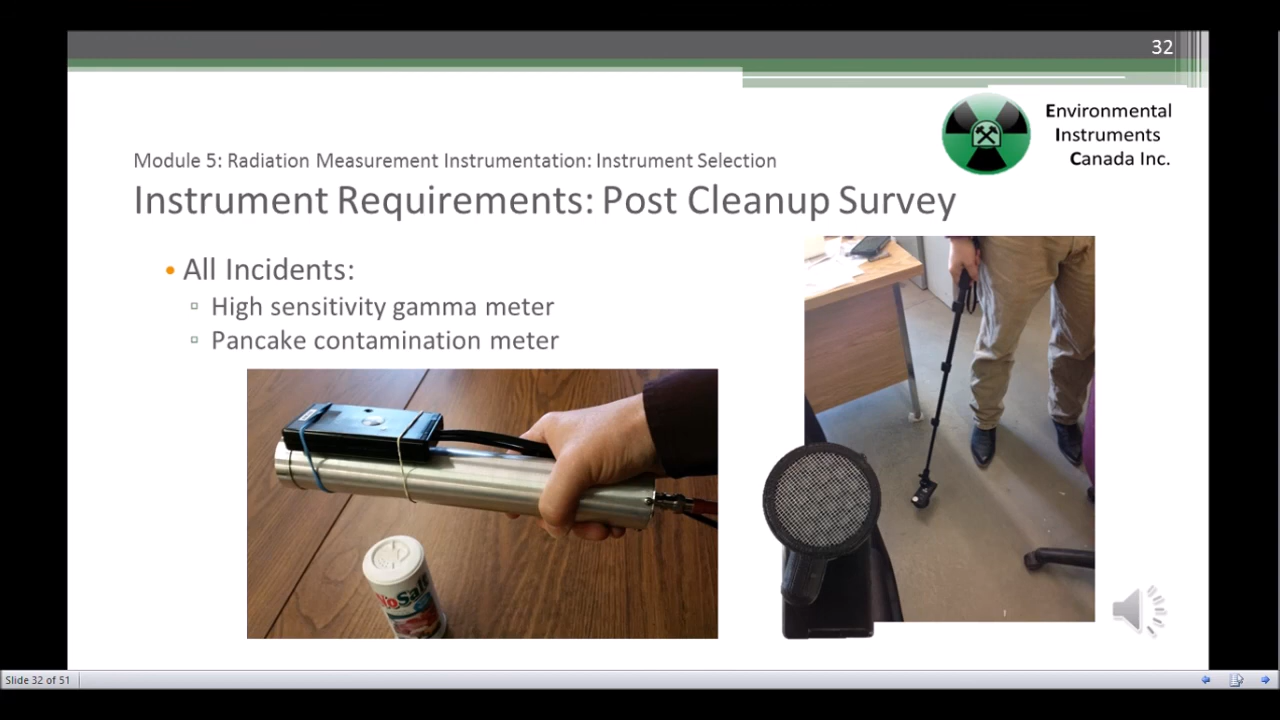 32
Environmental
Instruments
Canada Inc.
Module 5: Radiation Measurement Instrumentation: Instrument Selection
Instrument Requirements: Post Cleanup Survey
• All Incidents:
▫ High sensitivity gamma meter
▫ Pancake contamination meter
NoSalt
Slide 32 of 51